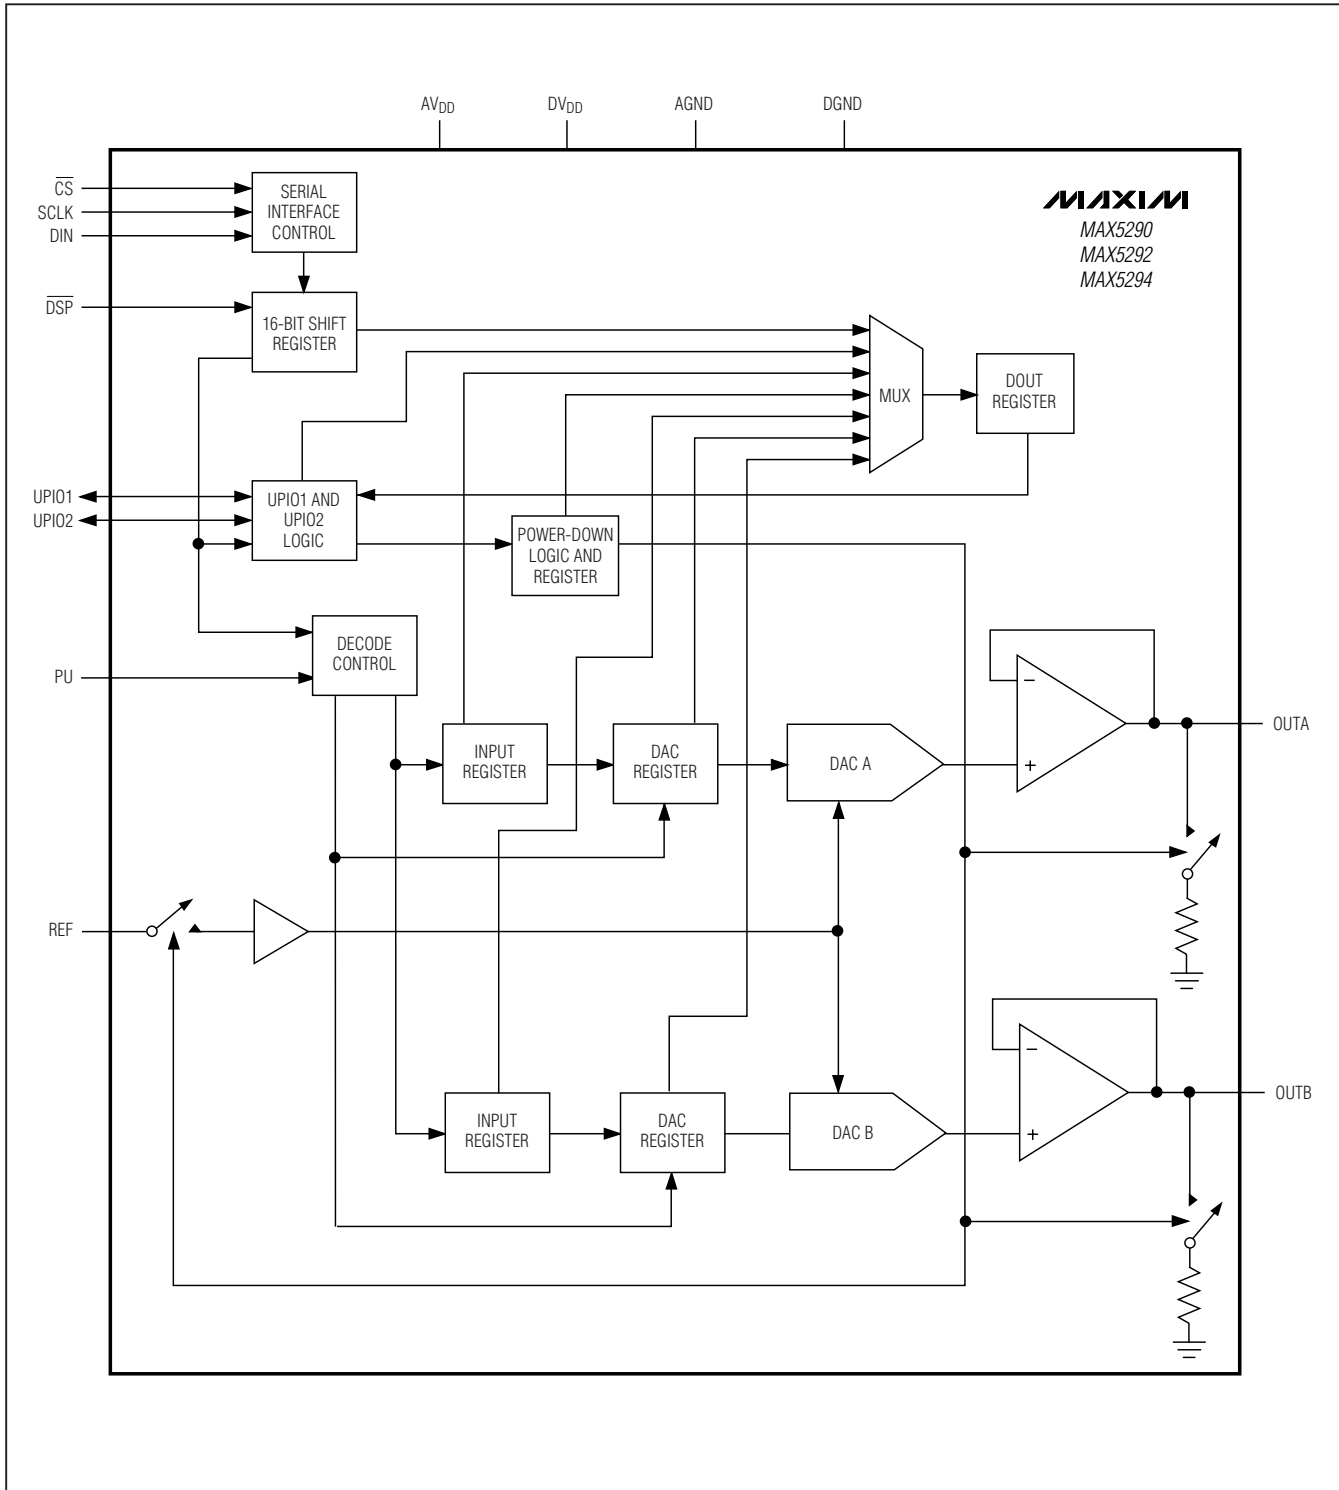 AVDD
DVDD
AGND
DGND
CS
SCLK
DIN
SERIAL
INTERFACE
CONTROL
MAXIM
MAX5290
MAX5292
MAX5294
DSP
16-BIT SHIFT
REGISTER
MUX
DOUT
REGISTER
UPIO1
UPIO2
UPIO1 AND
UPIO2
LOGIC
POWER-DOWN
LOGIC AND
REGISTER
PU
DECODE
CONTROL
INPUT
REGISTER
DAC
REGISTER
DAC A
−
+
OUTA
REF
INPUT
REGISTER
DAC
REGISTER
DAC B
−
+
OUTB